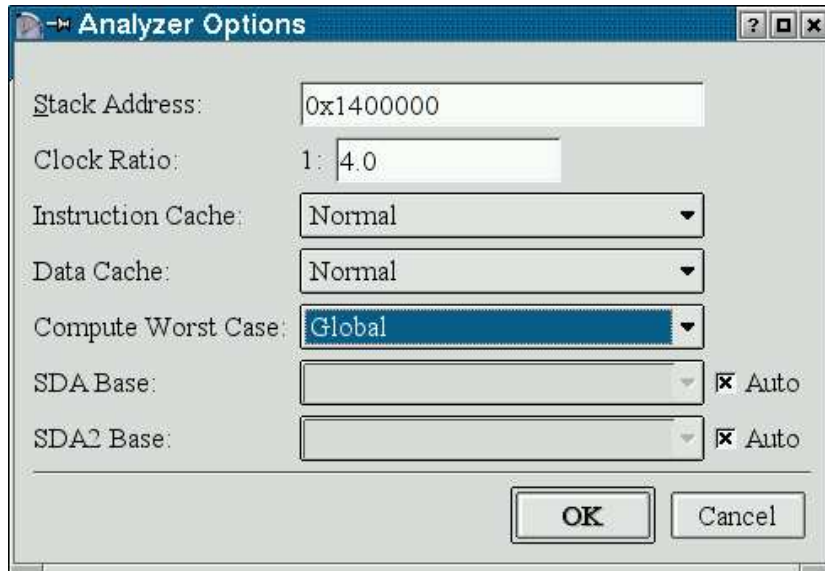 Analyzer Options
Stack Address: 0x1400000
Clock Ratio: 1: 4.0
Instruction Cache: Normal
Data Cache: Normal
Compute Worst Case: Global
SDA Base: Auto
SDA2 Base: Auto
OK Cancel